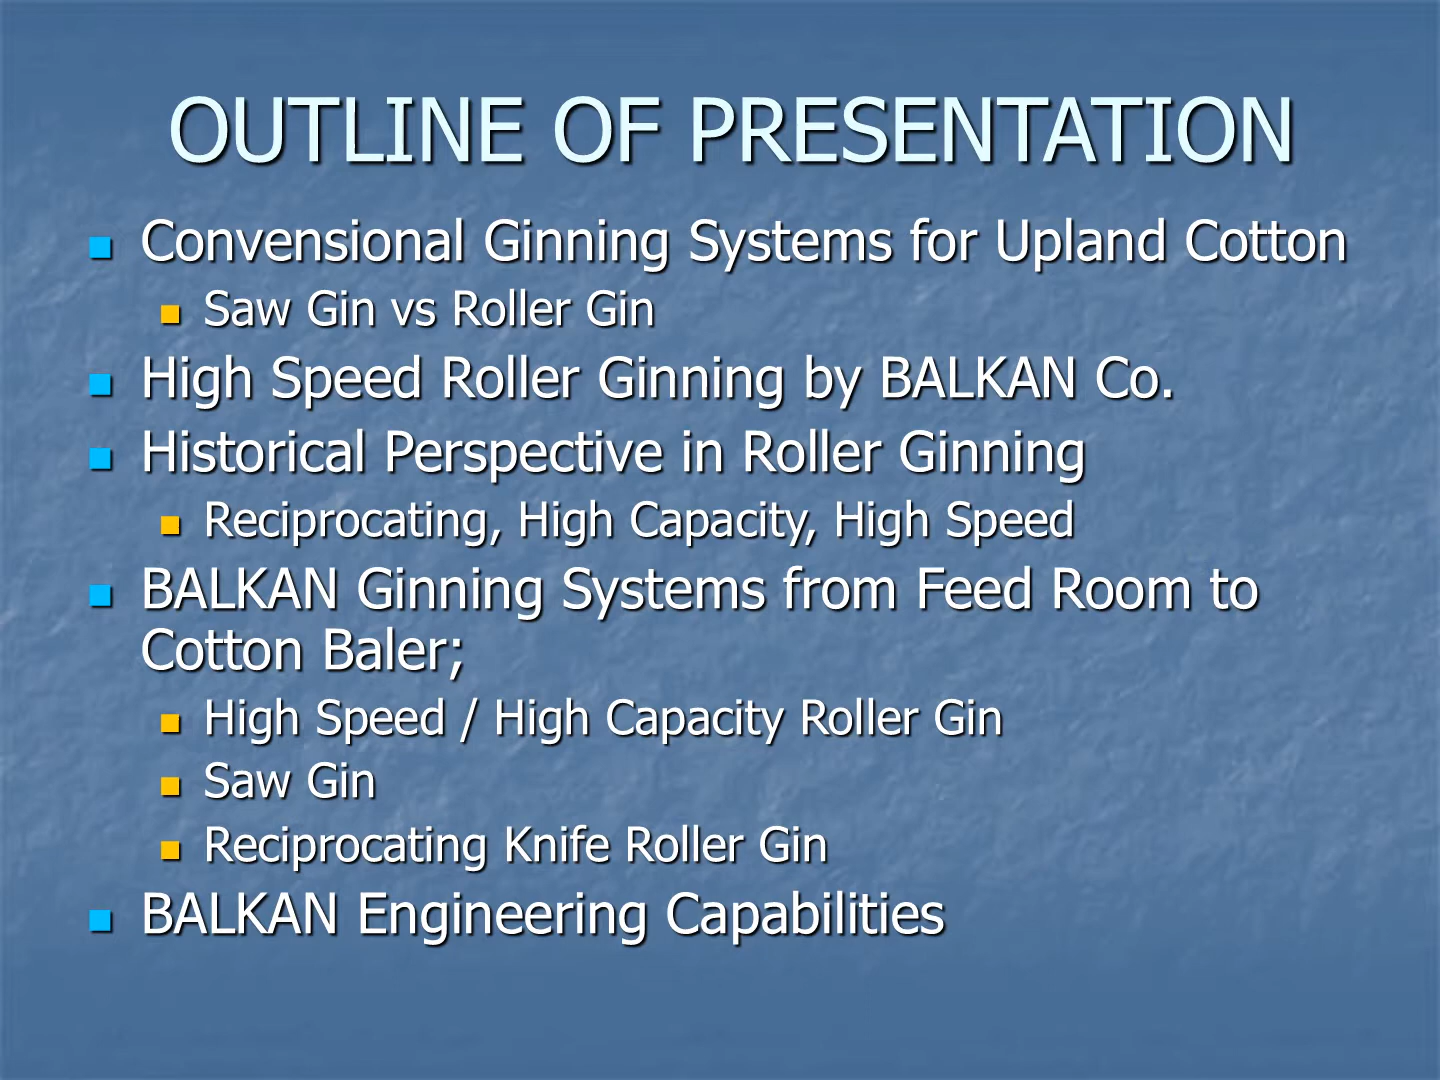 OUTLINE OF PRESENTATION
Convensional Ginning Systems for Upland Cotton
Saw Gin vs Roller Gin
High Speed Roller Ginning by BALKAN Co.
Historical Perspective in Roller Ginning
Reciprocating, High Capacity, High Speed
BALKAN Ginning Systems from Feed Room to
Cotton Baler;
High Speed / High Capacity Roller Gin
Saw Gin
Reciprocating Knife Roller Gin
BALKAN Engineering Capabilities